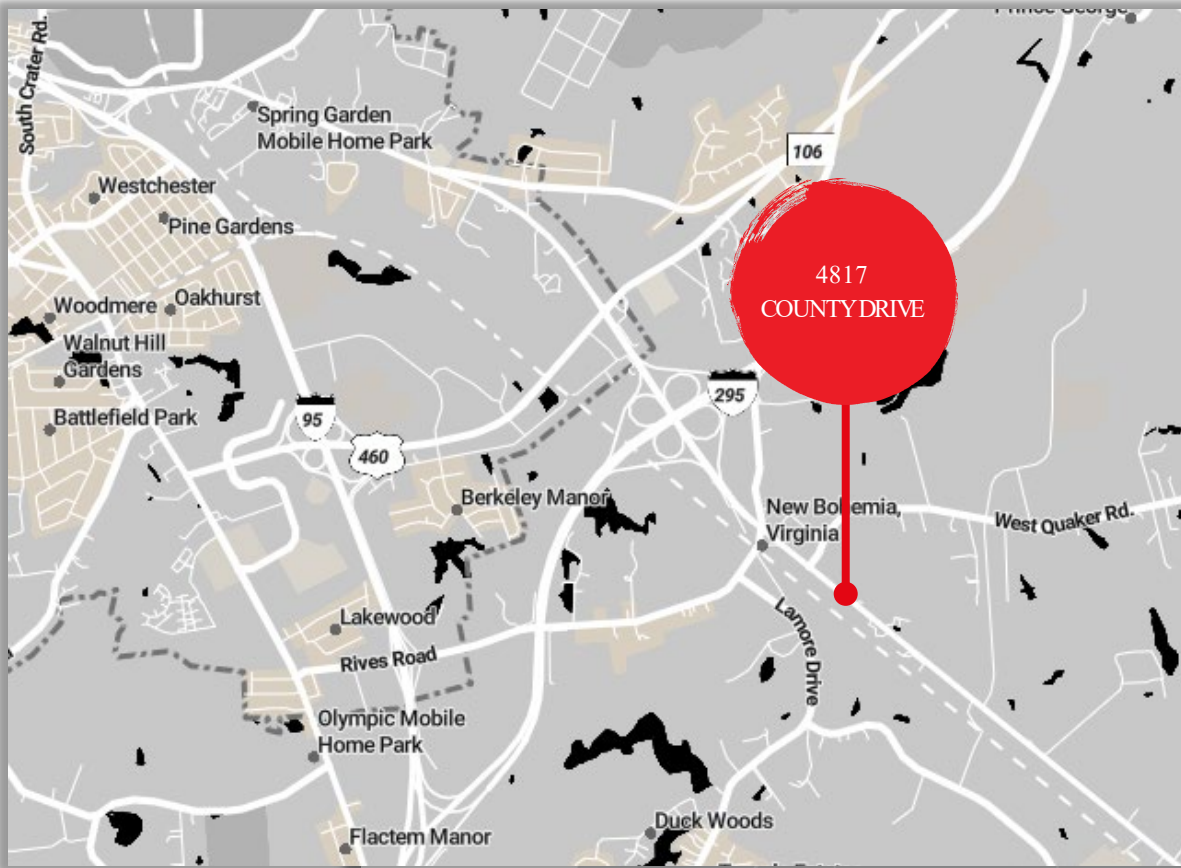 Prince George
South Crater Rd.
Spring Garden
Mobile Home Park
106
Westchester
Pine Gardens
4817
COUNTY DRIVE
Woodmere
Oakhurst
Walnut Hill
Gardens
295
Battlefield Park
95
460
Berkeley Manor
New Bohemia,
Virginia
West Quaker Rd.
Lakewood
Lamore Drive
Rives Road
Olympic Mobile
Home Park
Duck Woods
Flactem Manor